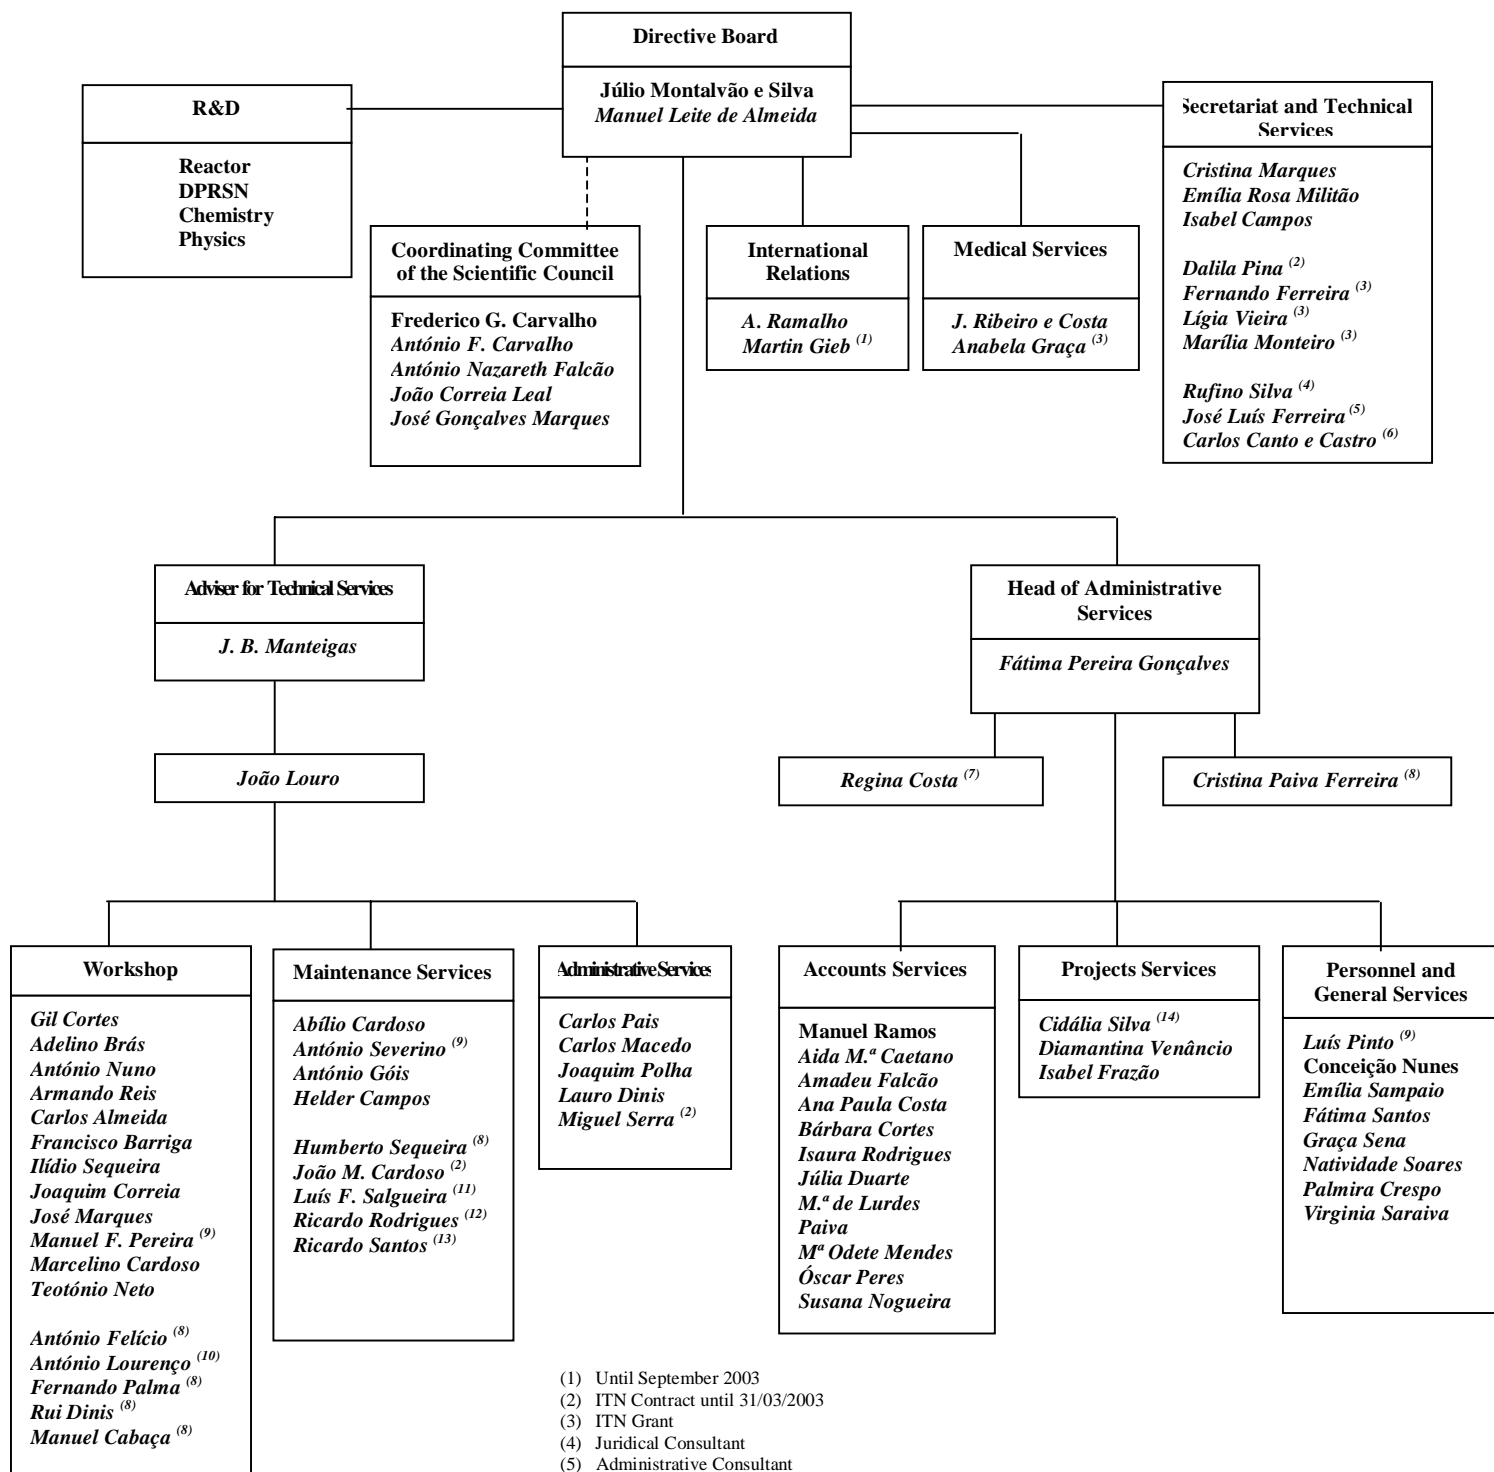 Directive Board
Júlio Montalvão e Silva
Manuel Leite de Almeida
R&D
Reactor
DPRSN
Chemistry
Physics
Secretariat and Technical
Services
Cristina Marques
Emília Rosa Militão
Isabel Campos
Dalila Pina (2)
Fernando Ferreira (3)
Lígia Vieira (3)
Marília Monteiro (3)
Rufino Silva (4)
José Luís Ferreira (5)
Carlos Canto e Castro (6)
Coordinating Committee
of the Scientific Council
Frederico G. Carvalho
António F. Carvalho
António Nazareth Falcão
João Correia Leal
José Gonçalves Marques
International
Relations
A. Ramalho
Martin Gieb (1)
Medical Services
J. Ribeiro e Costa
Anabela Graça (3)
Adviser for Technical Services
J. B. Manteigas
João Louro
Head of Administrative
Services
Fátima Pereira Gonçalves
Regina Costa (7)
Cristina Paiva Ferreira (8)
Workshop
Gil Cortes
Adelino Brás
António Nuno
Armando Reis
Carlos Almeida
Francisco Barriga
Ilídio Sequeira
Joaquim Correia
José Marques
Manuel F. Pereira (9)
Marcelino Cardoso
Teotónio Neto
António Felício (8)
António Lourenço (10)
Fernando Palma (8)
Rui Dinis (8)
Manuel Cabaça (8)
Maintenance Services
Abílio Cardoso
António Severino (9)
António Góis
Helder Campos
Humberto Sequeira (8)
João M. Cardoso (2)
Luís F. Salgueira (11)
Ricardo Rodrigues (12)
Ricardo Santos (13)
Administrative Services
Carlos Pais
Carlos Macedo
Joaquim Polha
Lauro Dinis
Miguel Serra (2)
Accounts Services
Manuel Ramos
Aida M.ª Caetano
Amadeu Falcão
Ana Paula Costa
Bárbara Cortes
Isaura Rodrigues
Júlia Duarte
M.ª de Lurdes
Paiva
Mª Odete Mendes
Óscar Peres
Susana Nogueira
Projects Services
Cidália Silva (14)
Diamantina Venâncio
Isabel Frazão
Personnel and
General Services
Luís Pinto (9)
Conceição Nunes
Emília Sampaio
Fátima Santos
Graça Sena
Natividade Soares
Palmira Crespo
Virginia Saraiva
(1) Until September 2003
(2) ITN Contract until 31/03/2003
(3) ITN Grant
(4) Juridical Consultant
(5) Administrative Consultant